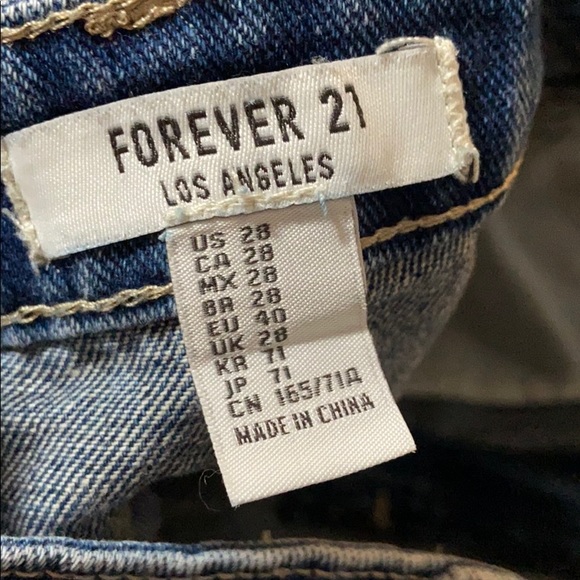 FOREVER 21
LOS ANGELES
US 28
CA 28
MX 28
BR 28
EU 40
UK 28
KR 71
JP 71
CN 165/71A
MADE IN CHINA